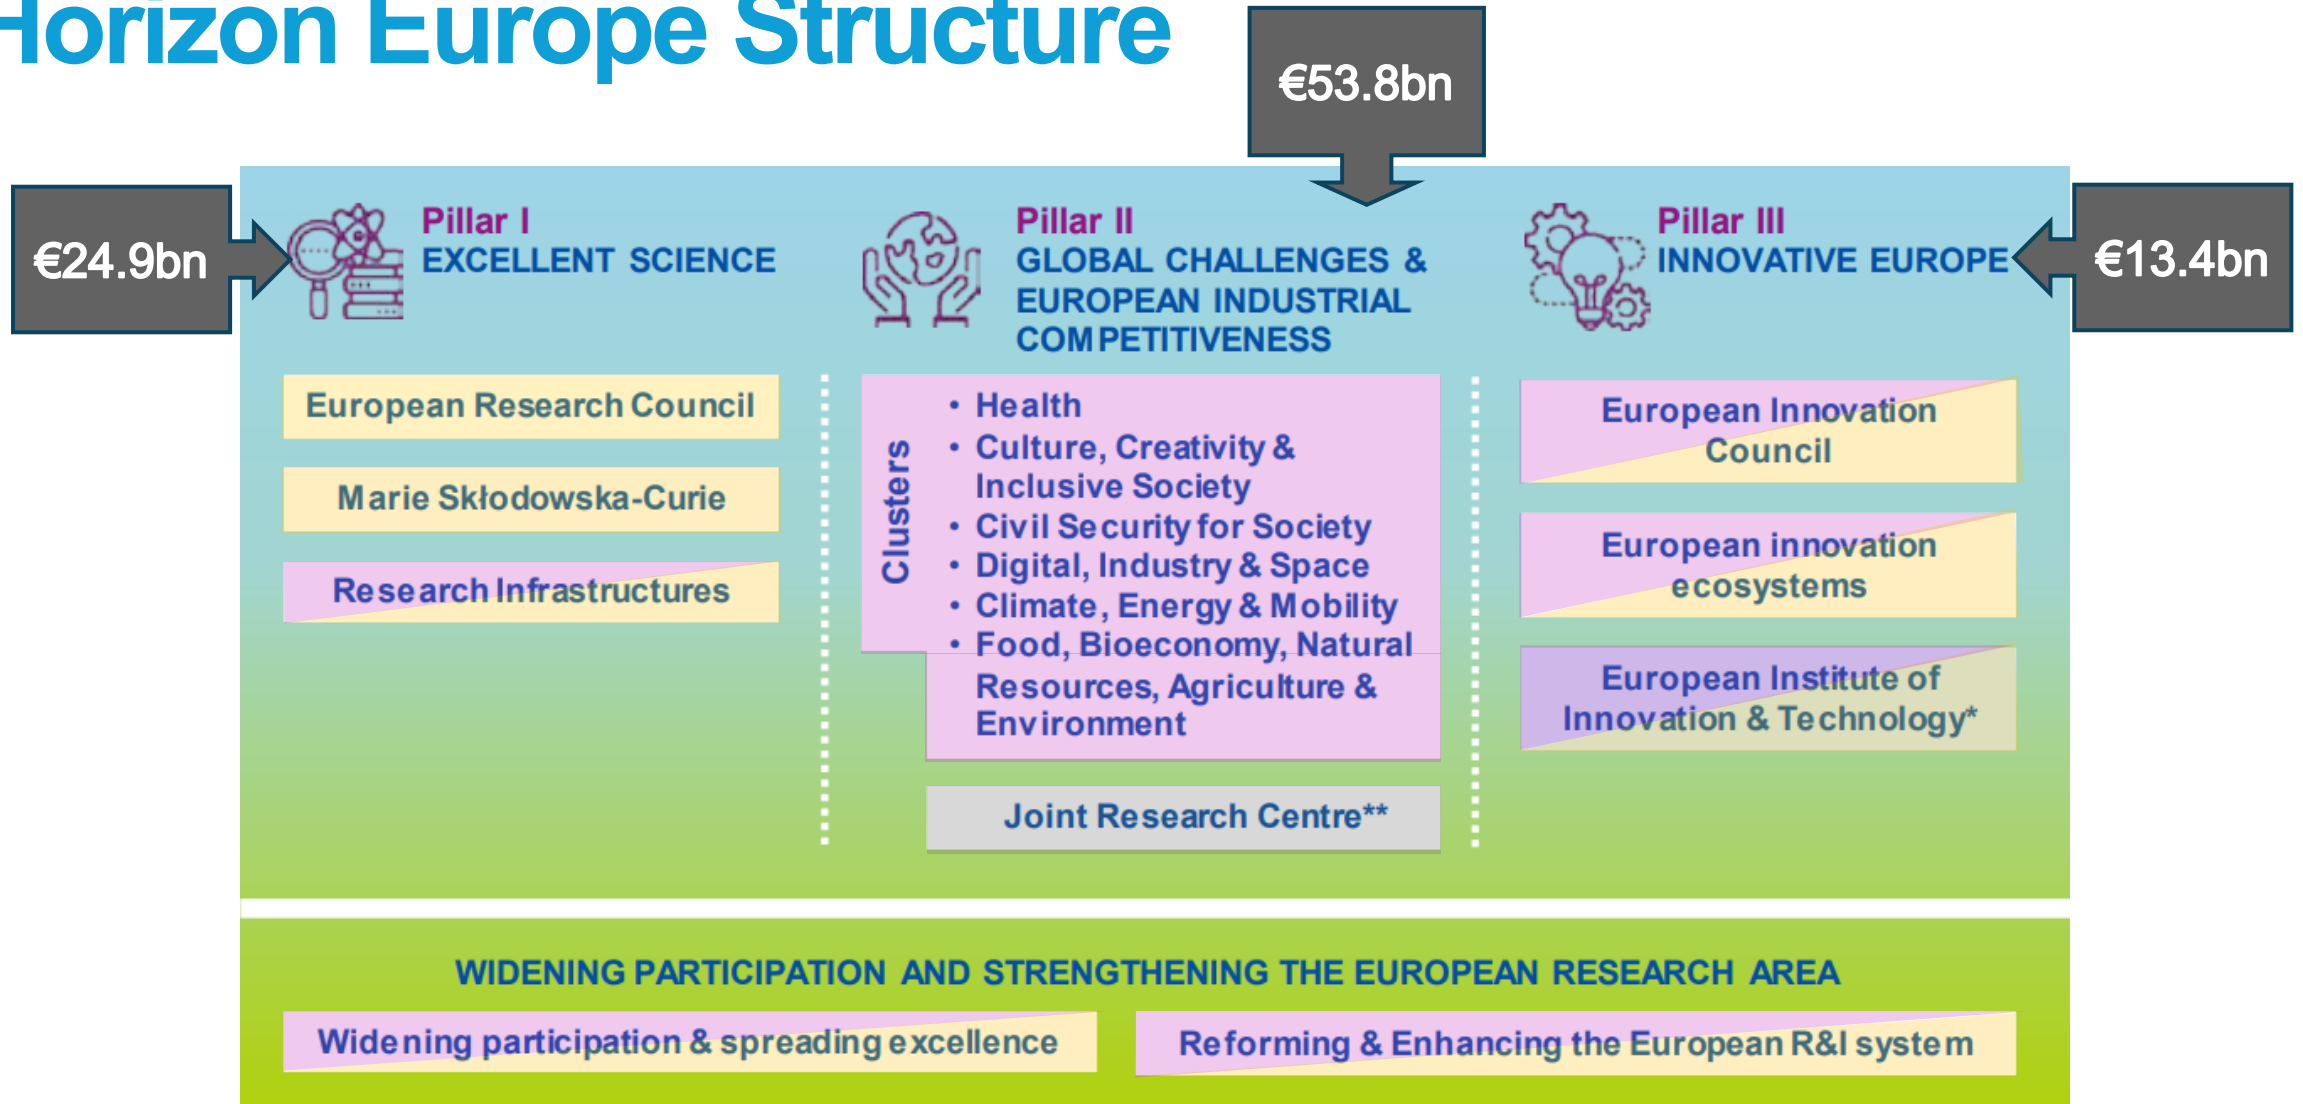 Horizon Europe Structure
€53.8bn
€24.9bn
€13.4bn
Pillar I
EXCELLENT SCIENCE
European Research Council
Marie Skłodowska-Curie
Research Infrastructures
Pillar II
GLOBAL CHALLENGES &
EUROPEAN INDUSTRIAL
COMPETITIVENESS
Clusters
• Health
• Culture, Creativity &
Inclusive Society
• Civil Security for Society
• Digital, Industry & Space
• Climate, Energy & Mobility
• Food, Bioeconomy, Natural
Resources, Agriculture &
Environment
Joint Research Centre**
Pillar III
INNOVATIVE EUROPE
European Innovation
Council
European innovation
ecosystems
European Institute of
Innovation & Technology*
WIDENING PARTICIPATION AND STRENGTHENING THE EUROPEAN RESEARCH AREA
Widening participation & spreading excellence
Reforming & Enhancing the European R&I system